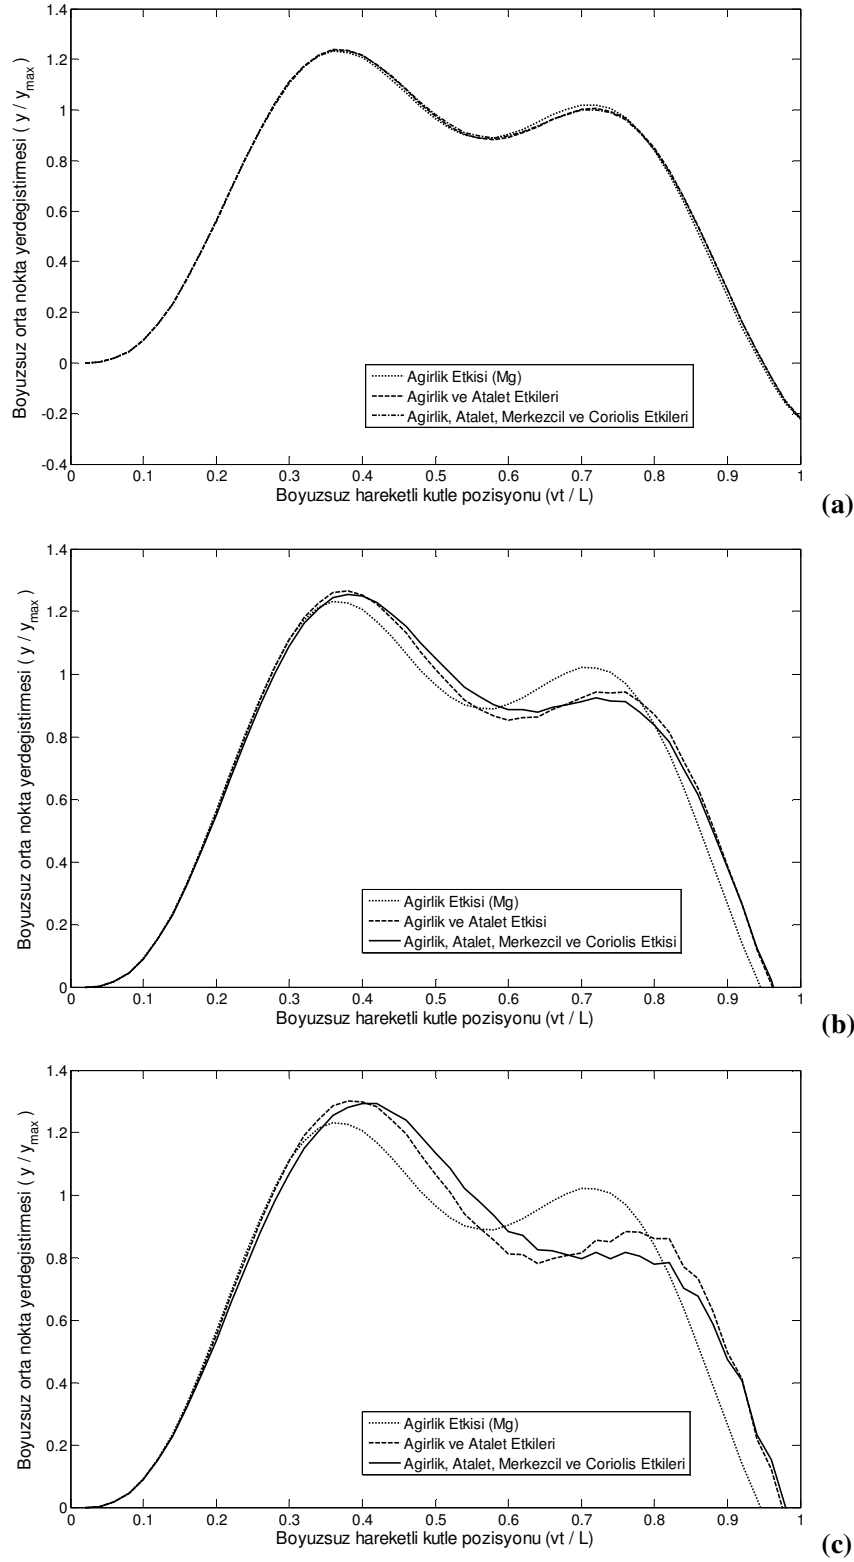 1.4
1.2
1
0.8
0.6
0.4
0.2
0
-0.2
-0.4
Boyuzsuz orta nokta yerdegistirmesi ( y / y_max )
Agirlik Etkisi (Mg)
Agirlik ve Atalet Etkileri
Agirlik, Atalet, Merkezcil ve Coriolis Etkileri
0 0.1 0.2 0.3 0.4 0.5 0.6 0.7 0.8 0.9 1
Boyuzsuz hareketli kutle pozisyonu (vt / L)
(a)
1.4
1.2
1
0.8
0.6
0.4
0.2
0
Boyuzsuz orta nokta yerdegistirmesi ( y / y_max )
Agirlik Etkisi (Mg)
Agirlik ve Atalet Etkisi
Agirlik, Atalet, Merkezcil ve Coriolis Etkisi
0 0.1 0.2 0.3 0.4 0.5 0.6 0.7 0.8 0.9 1
Boyuzsuz hareketli kutle pozisyonu (vt / L)
(b)
1.4
1.2
1
0.8
0.6
0.4
0.2
0
Boyuzsuz orta nokta yerdegistirmesi ( y / y_max )
Agirlik Etkisi (Mg)
Agirlik ve Atalet Etkileri
Agirlik, Atalet, Merkezcil ve Coriolis Etkileri
0 0.1 0.2 0.3 0.4 0.5 0.6 0.7 0.8 0.9 1
Boyuzsuz hareketli kutle pozisyonu (vt / L)
(c)